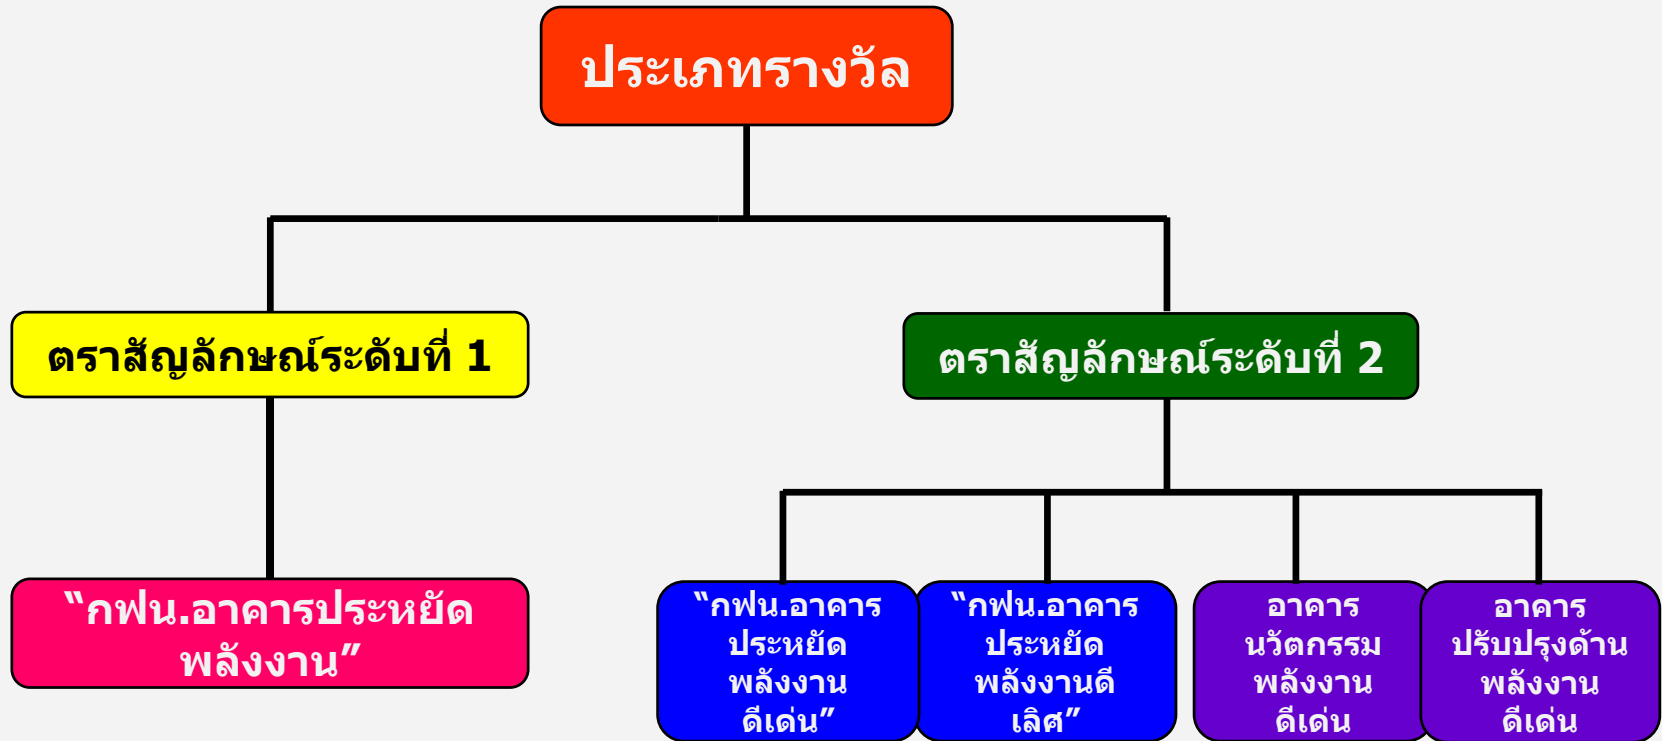 ประเภทรางวัล
ตราสัญลักษณ์ระดับที่ 1
ตราสัญลักษณ์ระดับที่ 2
“กฟน.อาคารประหยัด
พลังงาน”
“กฟน.อาคาร
ประหยัด
พลังงาน
ดีเด่น”
“กฟน.อาคาร
ประหยัด
พลังงานดี
เลิศ”
อาคาร
นวัตกรรม
พลังงาน
ดีเด่น
อาคาร
ปรับปรุงด้าน
พลังงาน
ดีเด่น